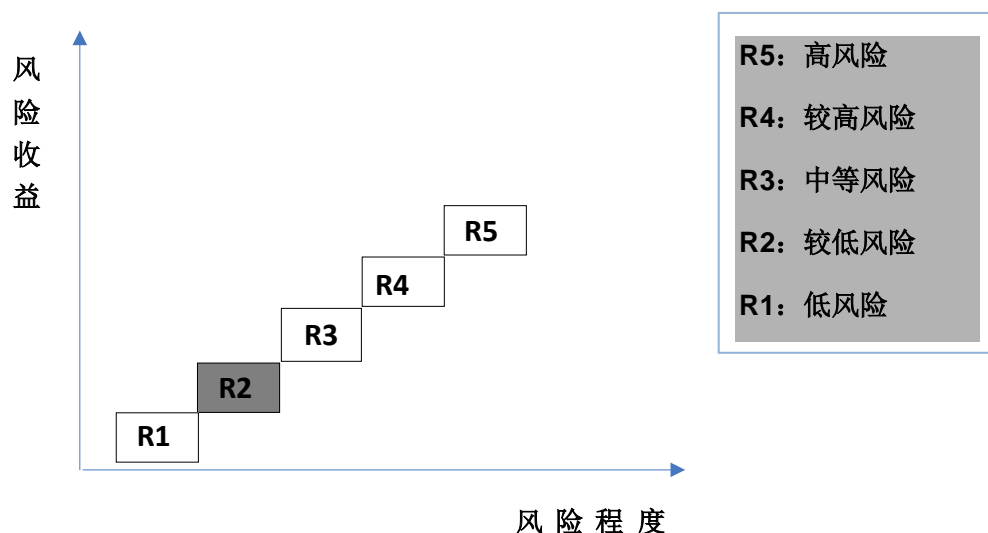 风险收益
R5
R4
R3
R2
R1
风 险 程 度
R5：高风险
R4：较高风险
R3：中等风险
R2：较低风险
R1：低风险